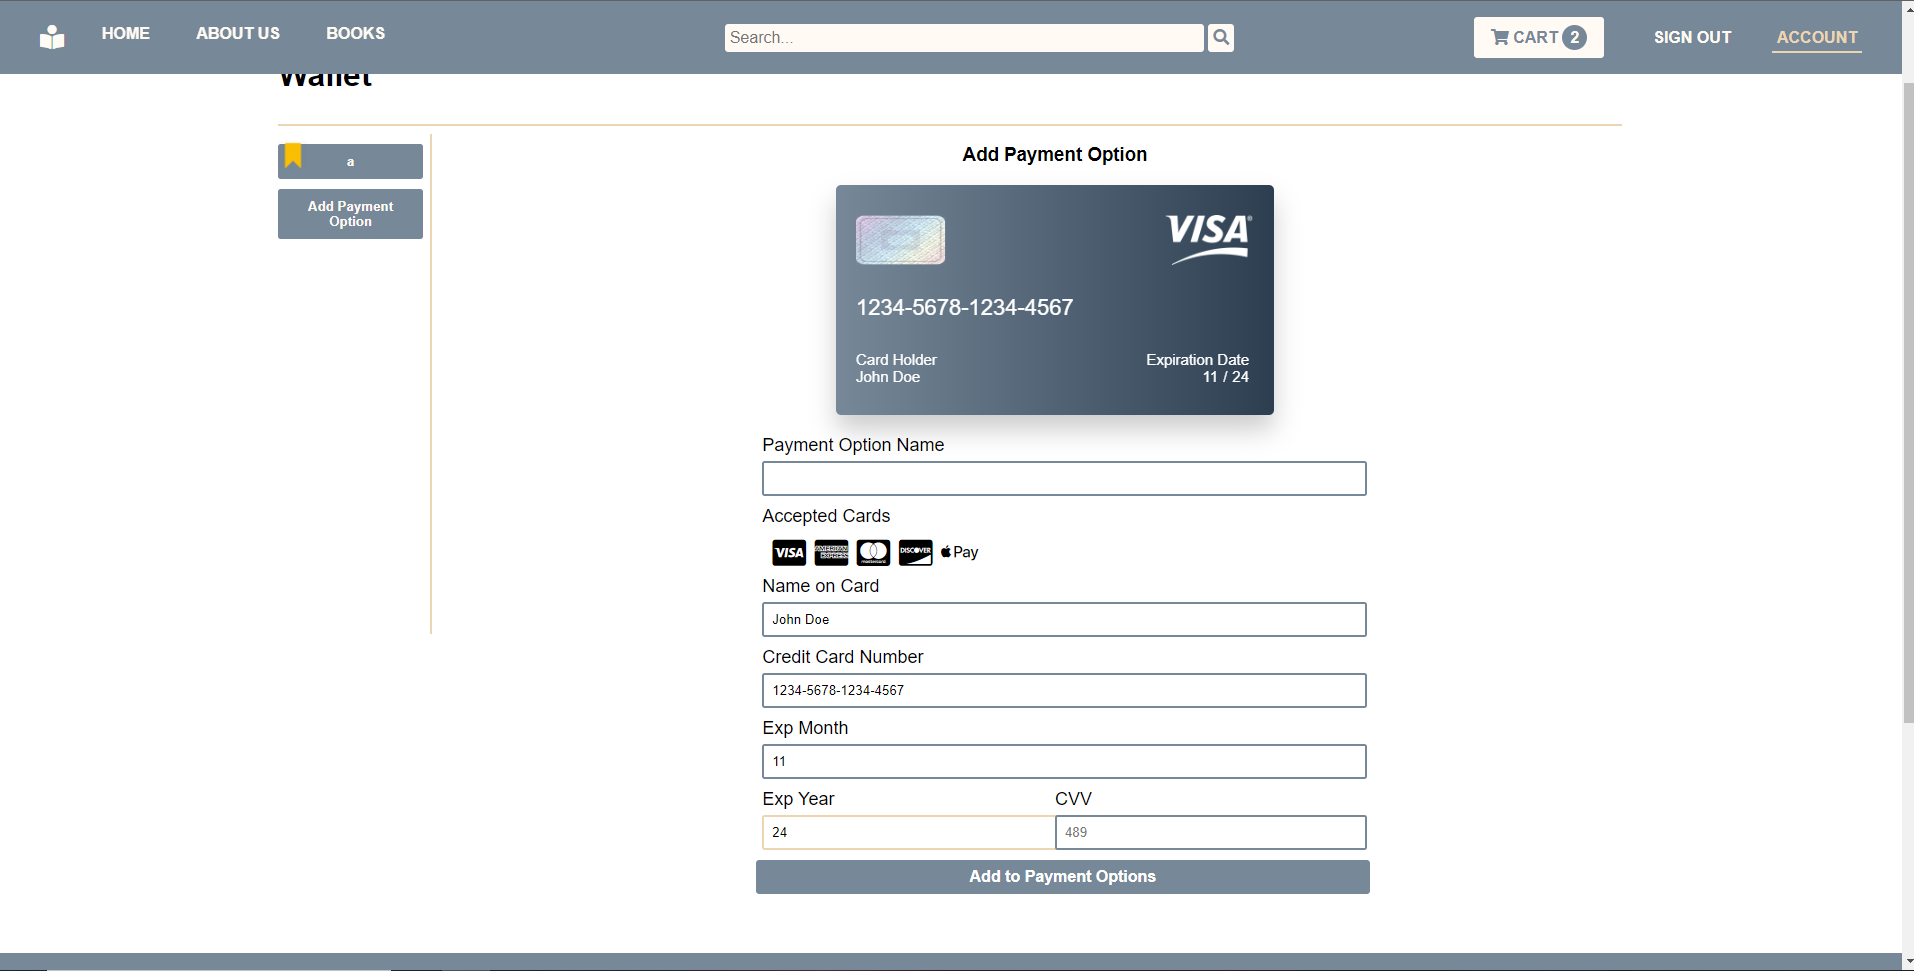 HOME ABOUT US BOOKS Search... CART 2 SIGN OUT ACCOUNT
Wallet
a
Add Payment
Option
Add Payment Option
VISA
1234-5678-1234-4567
Card Holder Expiration Date
John Doe 11 / 24
Payment Option Name
Accepted Cards
VISA AMERICAN EXPRESS mastercard DISCOVER Pay
Name on Card
John Doe
Credit Card Number
1234-5678-1234-4567
Exp Month
11
Exp Year CVV
24 489
Add to Payment Options